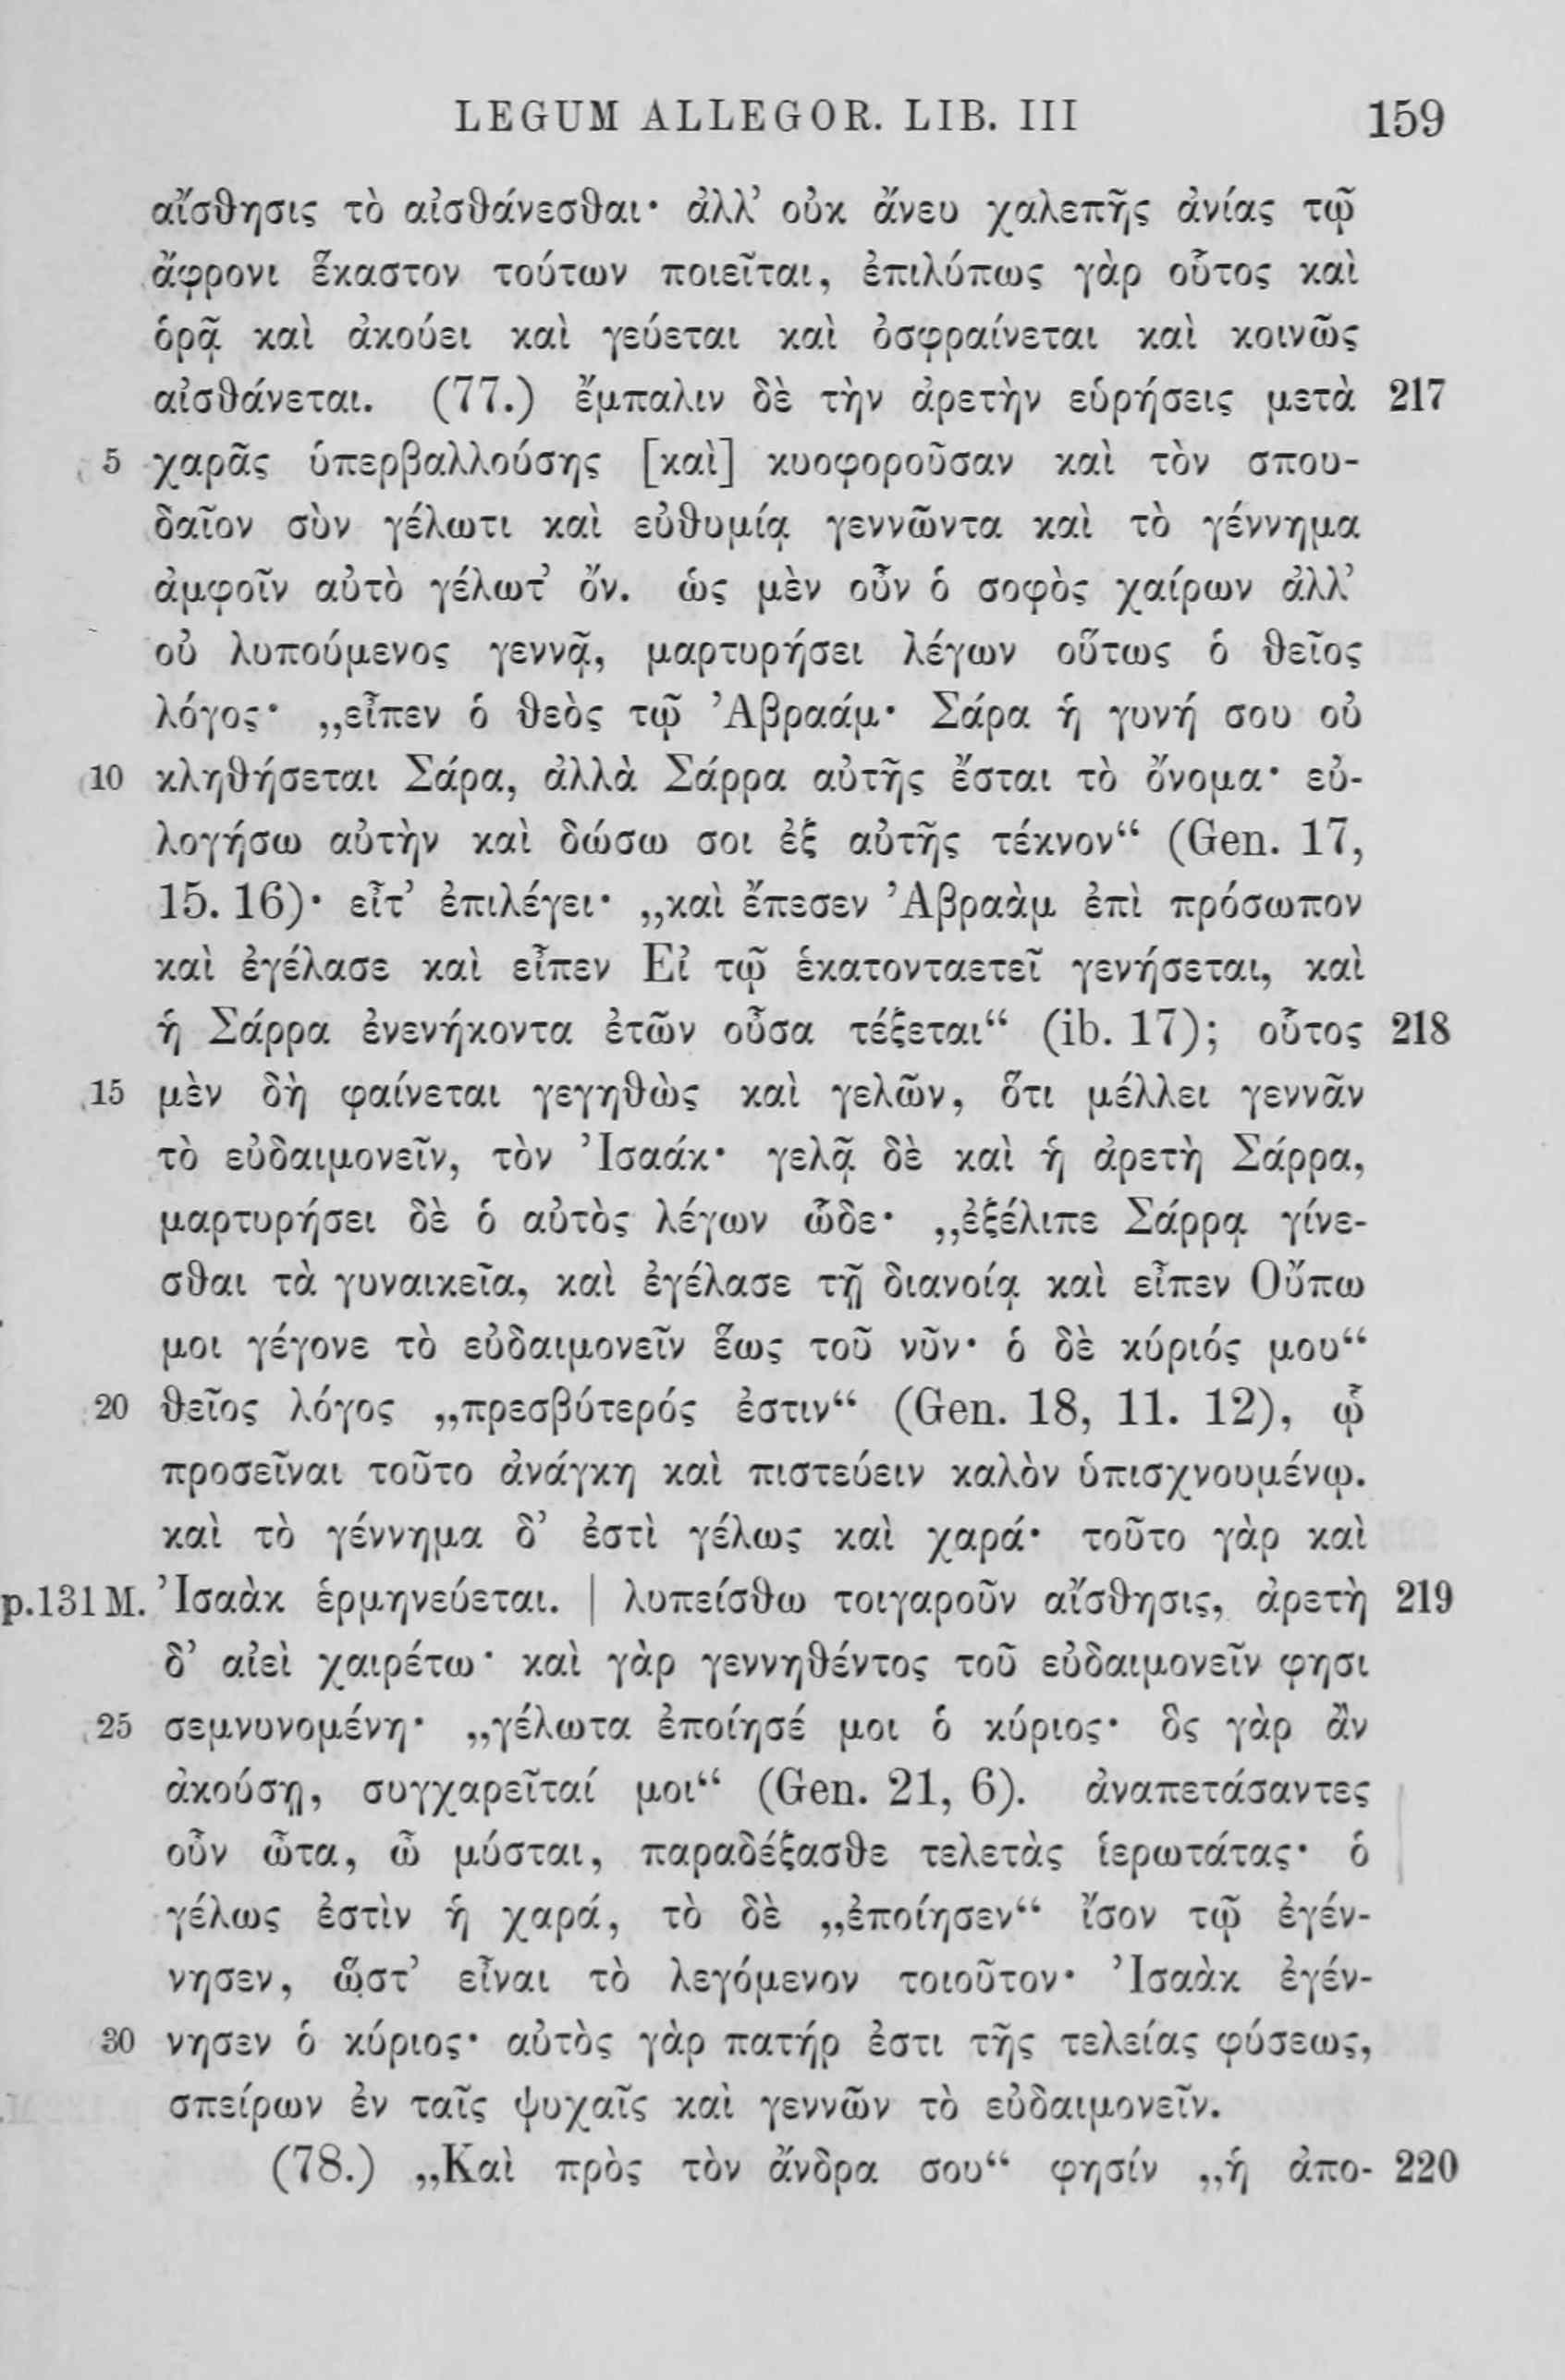 LEGUM ALLEGOR. LIB. III 159
αἴσθησις τὸ αἰσθάνεσθαι· ἀλλ’ οὐκ ἄνευ χαλεπῆς ἀνίας τῷ
ἄφρονι ἕκαστον τούτων ποιεῖται, ἐπιλύπως γὰρ οὗτος καὶ
ὁρᾷ καὶ ἀκούει καὶ γεύεται καὶ ὀσφραίνεται καὶ κοινῶς
αἰσθάνεται. (77.) ἔμπαλιν δὲ τὴν ἀρετὴν εὑρήσεις μετὰ 217
5 χαρᾶς ὑπερβαλλούσης [καὶ] κυοφοροῦσαν καὶ τὸν σπου-
δαῖον σὺν γέλωτι καὶ εὐθυμίᾳ γεννῶντα καὶ τὸ γέννημα
ἀμφοῖν αὐτὸ γέλωτ’ ὄν. ὡς μὲν οὖν ὁ σοφὸς χαίρων ἀλλ’
οὐ λυπούμενος γεννᾷ, μαρτυρήσει λέγων οὕτως ὁ θεῖος
λόγος· „εἶπεν ὁ θεὸς τῷ Ἀβραάμ· Σάρα ἡ γυνή σου οὐ
10 κληθήσεται Σάρα, ἀλλὰ Σάρρα αὐτῆς ἔσται τὸ ὄνομα· εὐ-
λογήσω αὐτὴν καὶ δώσω σοι ἐξ αὐτῆς τέκνον“ (Gen. 17,
15. 16)· εἶτ’ ἐπιλέγει· „καὶ ἔπεσεν Ἀβραὰμ ἐπὶ πρόσωπον
καὶ ἐγέλασε καὶ εἶπεν Εἰ τῷ ἑκατονταετεῖ γενήσεται, καὶ
ἡ Σάρρα ἐνενήκοντα ἐτῶν οὖσα τέξεται“ (ib. 17); οὗτος 218
15 μὲν δὴ φαίνεται γεγηθὼς καὶ γελῶν, ὅτι μέλλει γεννᾶν
τὸ εὐδαιμονεῖν, τὸν Ἰσαάκ· γελᾷ δὲ καὶ ἡ ἀρετὴ Σάρρα,
μαρτυρήσει δὲ ὁ αὐτὸς λέγων ὧδε· „ἐξέλιπε Σάρρᾳ γίνε-
σθαι τὰ γυναικεῖα, καὶ ἐγέλασε τῇ διανοίᾳ καὶ εἶπεν Οὔπω
μοι γέγονε τὸ εὐδαιμονεῖν ἕως τοῦ νῦν· ὁ δὲ κύριός μου“
20 θεῖος λόγος „πρεσβύτερός ἐστιν“ (Gen. 18, 11. 12), ᾧ
προσεῖναι τοῦτο ἀνάγκη καὶ πιστεύειν καλὸν ὑπισχνουμένῳ.
καὶ τὸ γέννημα δ’ ἐστὶ γέλως καὶ χαρά· τοῦτο γὰρ καὶ
p.131 M. Ἰσαὰκ ἑρμηνεύεται. | λυπείσθω τοιγαροῦν αἴσθησις, ἀρετὴ 219
δ’ αἰεὶ χαιρέτω· καὶ γὰρ γεννηθέντος τοῦ εὐδαιμονεῖν φησι
25 σεμνυνομένη· „γέλωτα ἐποίησέ μοι ὁ κύριος· ὃς γὰρ ἂν
ἀκούσῃ, συγχαρεῖταί μοι“ (Gen. 21, 6). ἀναπετάσαντες
οὖν ὦτα, ὦ μύσται, παραδέξασθε τελετὰς ἱερωτάτας· ὁ
γέλως ἐστὶν ἡ χαρά, τὸ δὲ „ἐποίησεν“ ἴσον τῷ ἐγέν-
νησεν, ὥστ’ εἶναι τὸ λεγόμενον τοιοῦτον· Ἰσαὰκ ἐγέν-
30 νησεν ὁ κύριος· αὐτὸς γὰρ πατήρ ἐστι τῆς τελείας φύσεως,
σπείρων ἐν ταῖς ψυχαῖς καὶ γεννῶν τὸ εὐδαιμονεῖν.
(78.) „Καὶ πρὸς τὸν ἄνδρα σου“ φησίν „ἡ ἀπο- 220